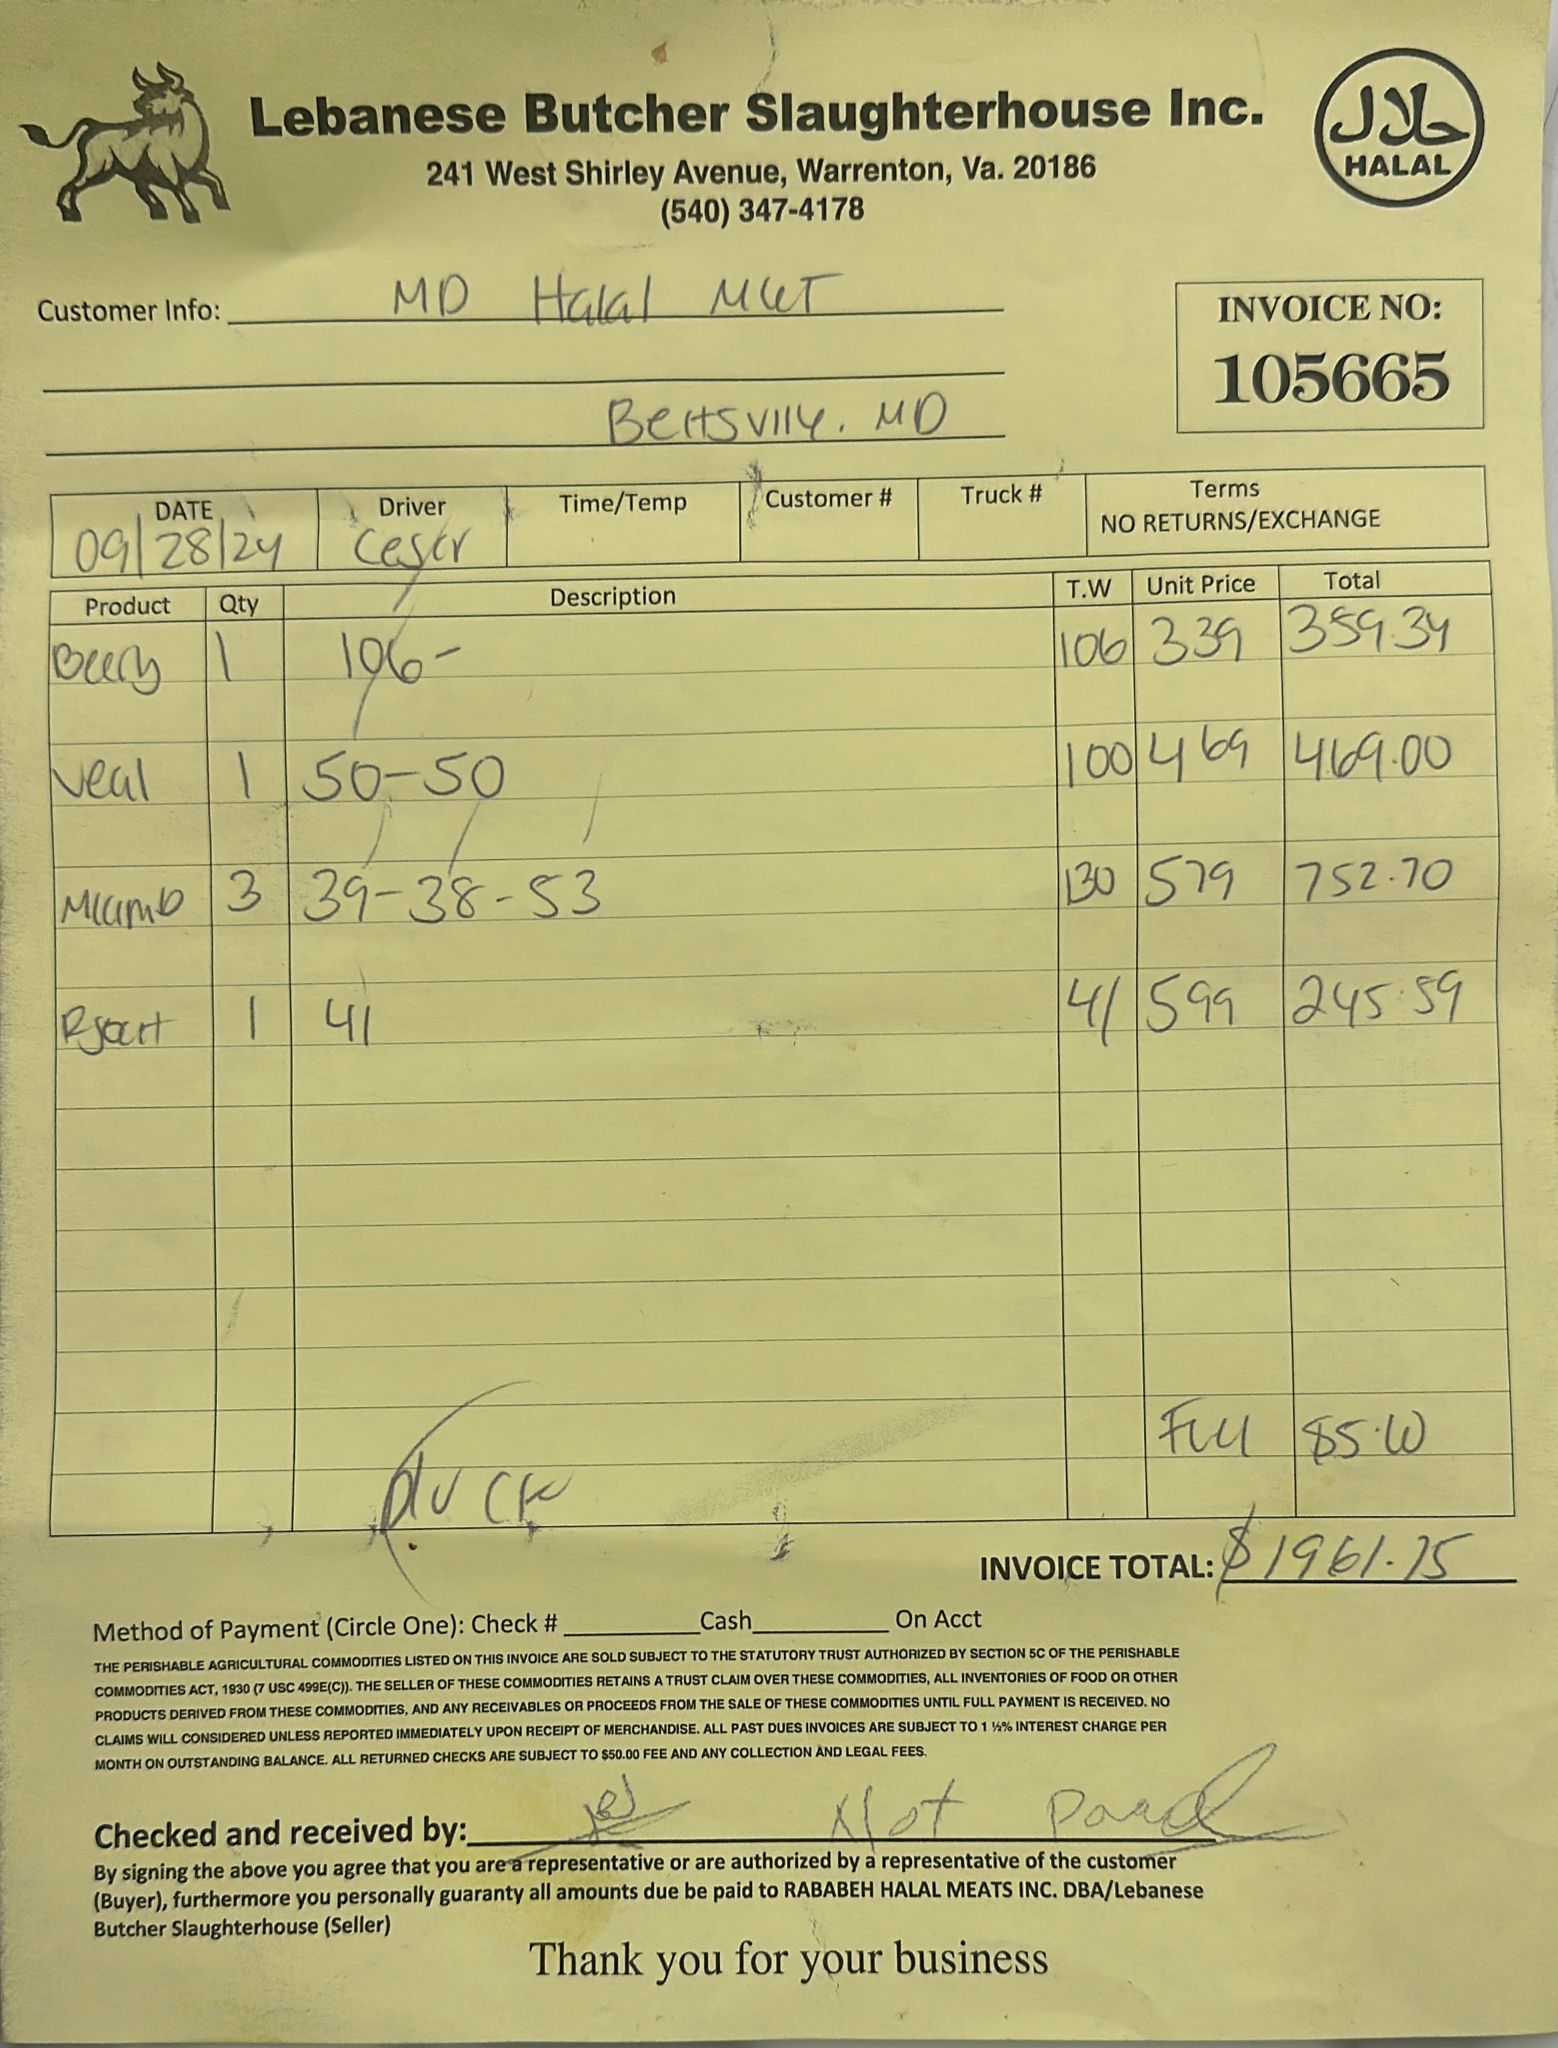 Lebanese Butcher Slaughterhouse Inc.
حلال
HALAL
241 West Shirley Avenue, Warrenton, Va. 20186
(540) 347-4178
Customer Info: MD Halal MKT
INVOICE NO:
105665
Beltsville. MD
DATE Driver Time/Temp Customer # Truck # Terms
NO RETURNS/EXCHANGE
09/28/24
Product Qty Description T.W Unit Price Total
1 106- 106 339 359.34
Veal 1 50-50 100 469 469.00
Mlamb 3 39-38-53 130 579 752.70
1 41 41 599 245.59
85.00
INVOICE TOTAL: $1961.75
Method of Payment (Circle One): Check # Cash On Acct
THE PERISHABLE AGRICULTURAL COMMODITIES LISTED ON THIS INVOICE ARE SOLD SUBJECT TO THE STATUTORY TRUST AUTHORIZED BY SECTION 5C OF THE PERISHABLE
COMMODITIES ACT, 1930 (7 USC 499E(C)). THE SELLER OF THESE COMMODITIES RETAINS A TRUST CLAIM OVER THESE COMMODITIES, ALL INVENTORIES OF FOOD OR OTHER
PRODUCTS DERIVED FROM THESE COMMODITIES, AND ANY RECEIVABLES OR PROCEEDS FROM THE SALE OF THESE COMMODITIES UNTIL FULL PAYMENT IS RECEIVED. NO
CLAIMS WILL CONSIDERED UNLESS REPORTED IMMEDIATELY UPON RECEIPT OF MERCHANDISE. ALL PAST DUES INVOICES ARE SUBJECT TO 1 ½% INTEREST CHARGE PER
MONTH ON OUTSTANDING BALANCE. ALL RETURNED CHECKS ARE SUBJECT TO $50.00 FEE AND ANY COLLECTION AND LEGAL FEES.
Checked and received by: Not Paid
By signing the above you agree that you are a representative or are authorized by a representative of the customer
(Buyer), furthermore you personally guaranty all amounts due be paid to RABABEH HALAL MEATS INC. DBA/Lebanese
Butcher Slaughterhouse (Seller)
Thank you for your business